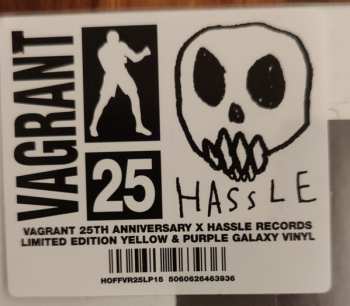 VAGRANT
25
HASSLE
VAGRANT 25TH ANNIVERSARY X HASSLE RECORDS
LIMITED EDITION YELLOW & PURPLE GALAXY VINYL
HOFFVR25LP15 5060626463936